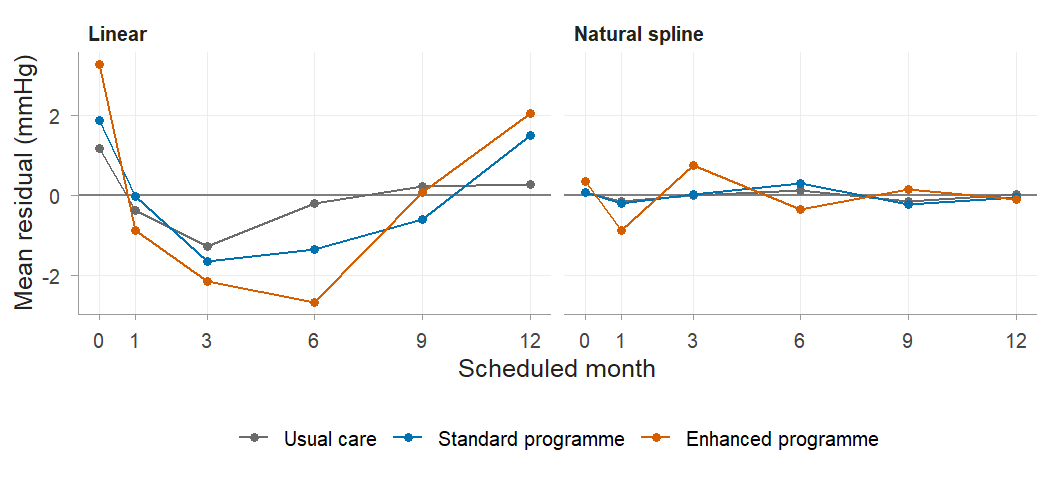 Linear
Natural spline
Mean residual (mmHg)
2
0
-2
0 1 3 6 9 12
0 1 3 6 9 12
Scheduled month
Usual care
Standard programme
Enhanced programme